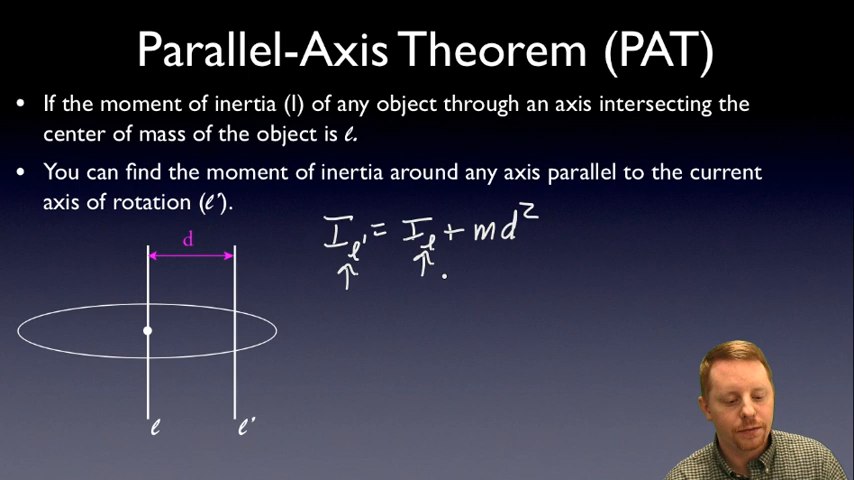 Parallel-Axis Theorem (PAT)
• If the moment of inertia (I) of any object through an axis intersecting the
center of mass of the object is ℓ.
• You can find the moment of inertia around any axis parallel to the current
axis of rotation (ℓ').
I_ℓ' = I_ℓ + md²
d
ℓ ℓ'